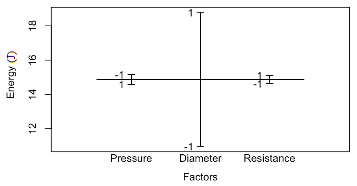 Energy (J)
18
16
14
12
1
-1
1
-1
1
-1
Pressure
Diameter
Resistance
Factors